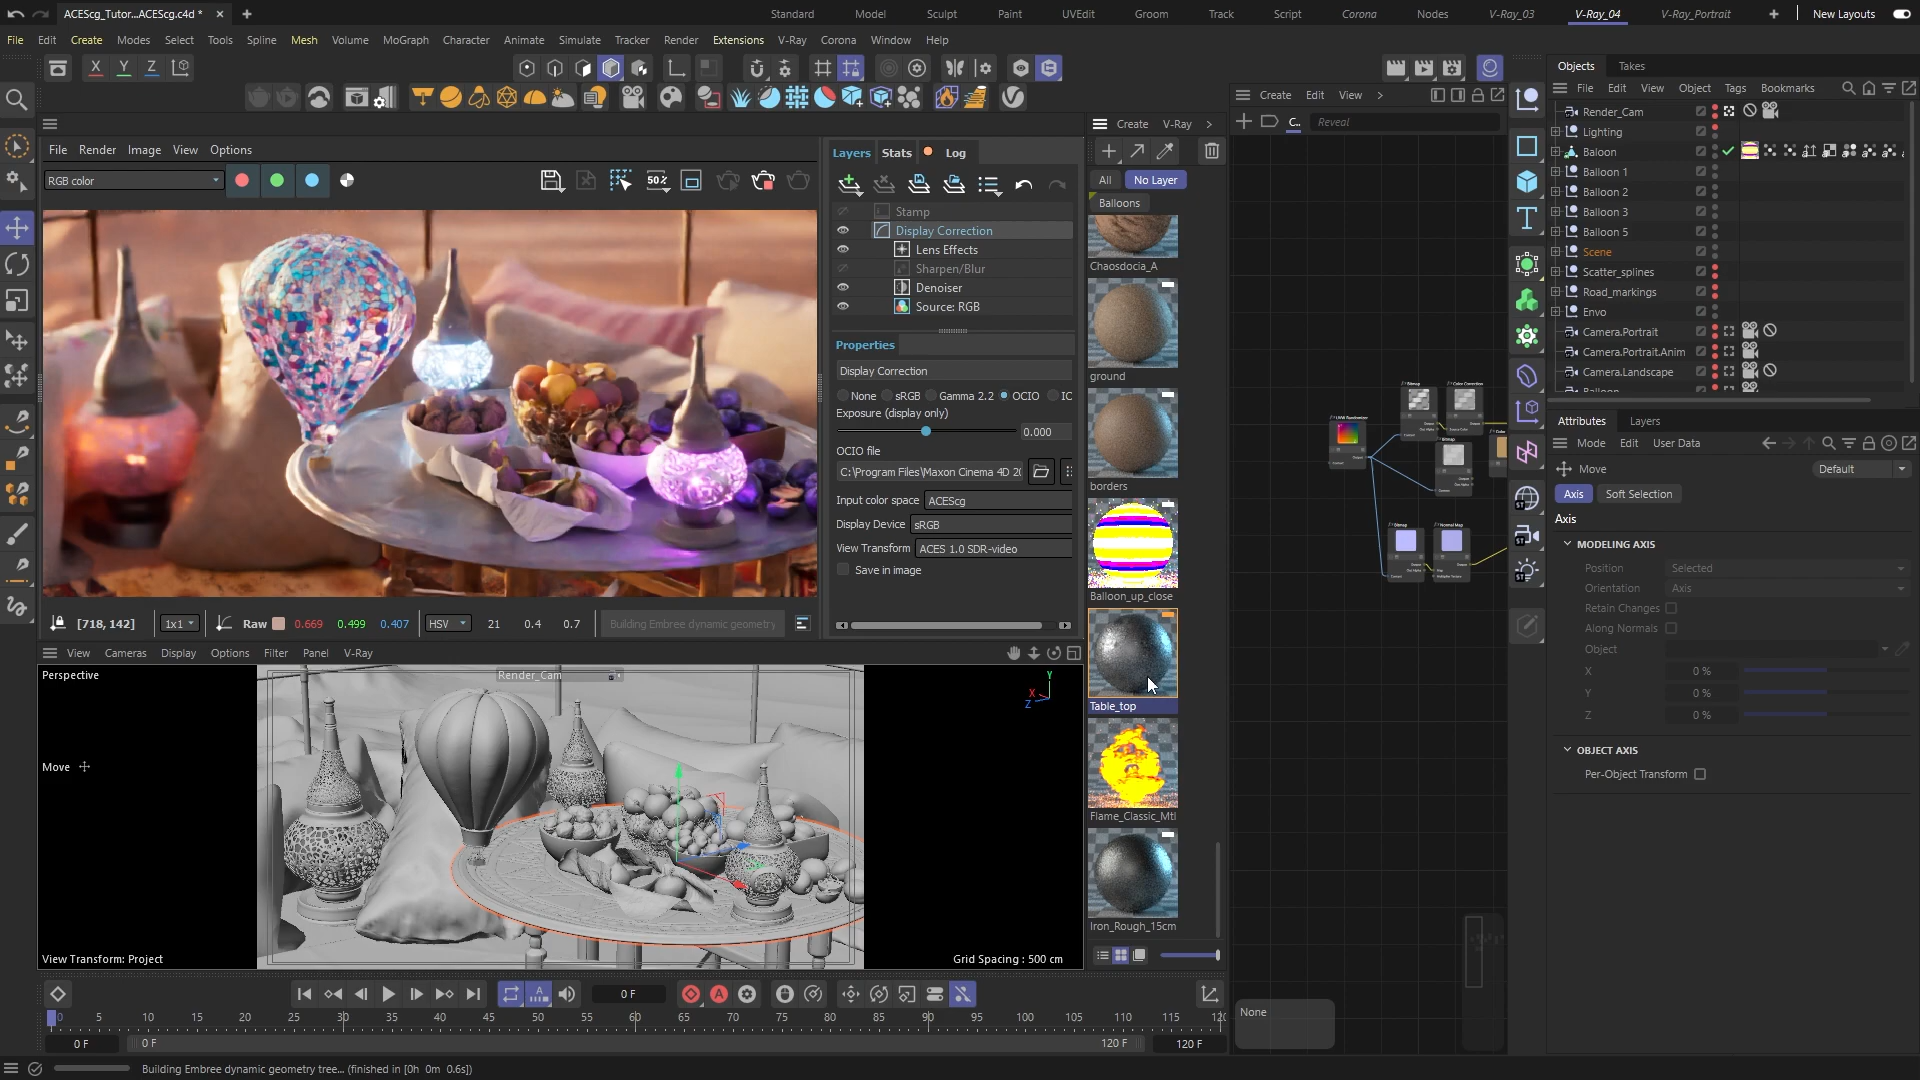 ACEScg_Tutor...ACEScg.c4d *
Standard Model Sculpt Paint UVEdit Groom Track Script Corona Nodes V-Ray_03 V-Ray_04 V-Ray_Portrait New Layouts
File Edit Create Modes Select Tools Spline Mesh Volume MoGraph Character Animate Simulate Tracker Render Extensions V-Ray Corona Window Help
X Y Z
File Render Image View Options
RGB color
50%
Layers Stats Log
Stamp
Display Correction
Lens Effects
Sharpen/Blur
Denoiser
Source: RGB
Properties
Display Correction
None sRGB Gamma 2.2 OCIO IC
Exposure (display only)
0.000
OCIO file
C:\Program Files\Maxon Cinema 4D 2(
Input color space ACEScg
Display Device sRGB
View Transform ACES 1.0 SDR-video
Save in image
[718, 142] 1x1 Raw 0.669 0.499 0.407 HSV 21 0.4 0.7 Building Embree dynamic geometry
Create V-Ray
All No Layer
Balloons
Chaosdocia_A
ground
borders
Balloon_up_close
Table_top
Flame_Classic_Mtl
Iron_Rough_15cm
Create Edit View
C.. Reveal
UVW Randomizer
Bitmap
Color Correction
Bitmap
Bitmap
Normal Map
None
View Cameras Display Options Filter Panel V-Ray
Perspective
Render_Cam
Y
X
Z
Move
View Transform: Project
Grid Spacing : 500 cm
0 F
0 5 10 15 20 25 30 35 40 45 50 55 60 65 70 75 80 85 90 95 100 105 110 115 12(
0 F 0 F 120 F 120 F
Building Embree dynamic geometry tree... (finished in [0h 0m 0.6s])
Objects Takes
File Edit View Object Tags Bookmarks
Render_Cam
Lighting
Baloon
Balloon 1
Balloon 2
Balloon 3
Balloon 5
Scene
Scatter_splines
Road_markings
Envo
Camera.Portrait
Camera.Portrait.Anim
Camera.Landscape
Attributes Layers
Mode Edit User Data
Move Default
Axis Soft Selection
Axis
MODELING AXIS
Position Selected
Orientation Axis
Retain Changes
Along Normals
Object
X 0 %
Y 0 %
Z 0 %
OBJECT AXIS
Per-Object Transform